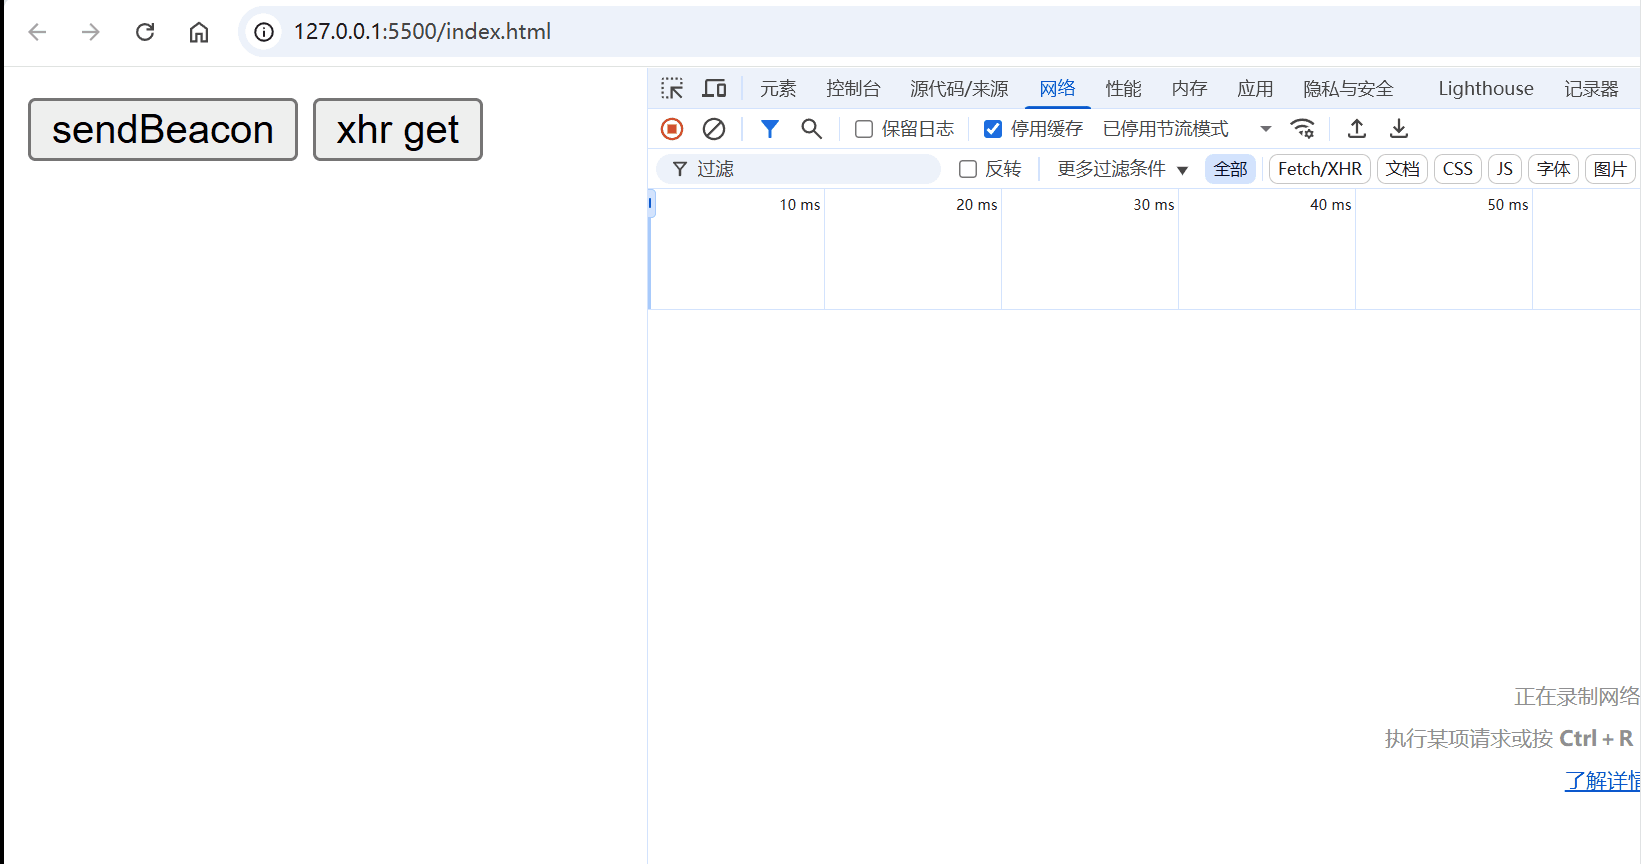 127.0.0.1:5500/index.html
sendBeacon xhr get
元素 控制台 源代码/来源 网络 性能 内存 应用 隐私与安全 Lighthouse 记录器
保留日志 停用缓存 已停用节流模式
过滤 反转 更多过滤条件 全部 Fetch/XHR 文档 CSS JS 字体 图片
10 ms 20 ms 30 ms 40 ms 50 ms
正在录制网络
执行某项请求或按 Ctrl + R
了解详情